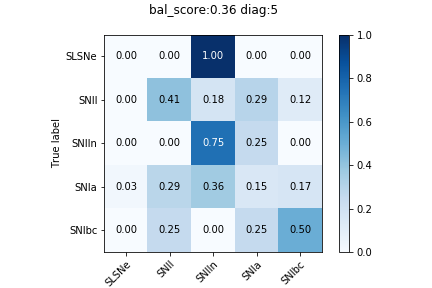 bal_score:0.36 diag:5
True label
SLSNe 0.00 0.00 1.00 0.00 0.00
SNII 0.00 0.41 0.18 0.29 0.12
SNIIn 0.00 0.00 0.75 0.25 0.00
SNIa 0.03 0.29 0.36 0.15 0.17
SNIbc 0.00 0.25 0.00 0.25 0.50
SLSNe SNII SNIIn SNIa SNIbc
1.0
0.8
0.6
0.4
0.2
0.0